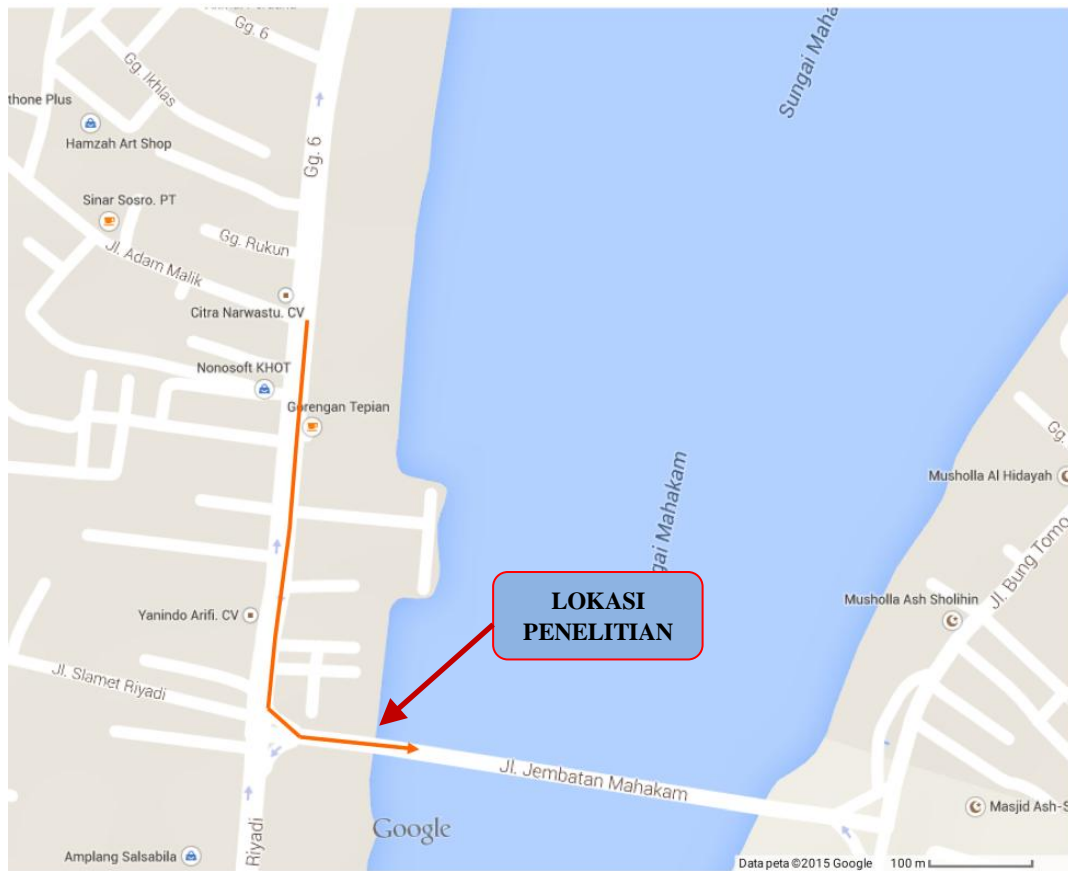 Gg. 6
Gg. Ikhlas
thone Plus
Hamzah Art Shop
Gg. 6
Sungai Mah
Sinar Sosro. PT
Gg. Rukun
Jl. Adam Malik
Citra Narwastu. CV
Nonosoft KHOT
Gorengan Tepian
Gg.
Musholla Al Hidayah
gai Mahakam
Jl. Bung Tomo
LOKASI
PENELITIAN
Musholla Ash Sholihin
Yanindo Arifi. CV
Jl. Slamet Riyadi
Jl. Jembatan Mahakam
Masjid Ash-S
Google
Riyadi
Amplang Salsabila
Data peta ©2015 Google 100 m